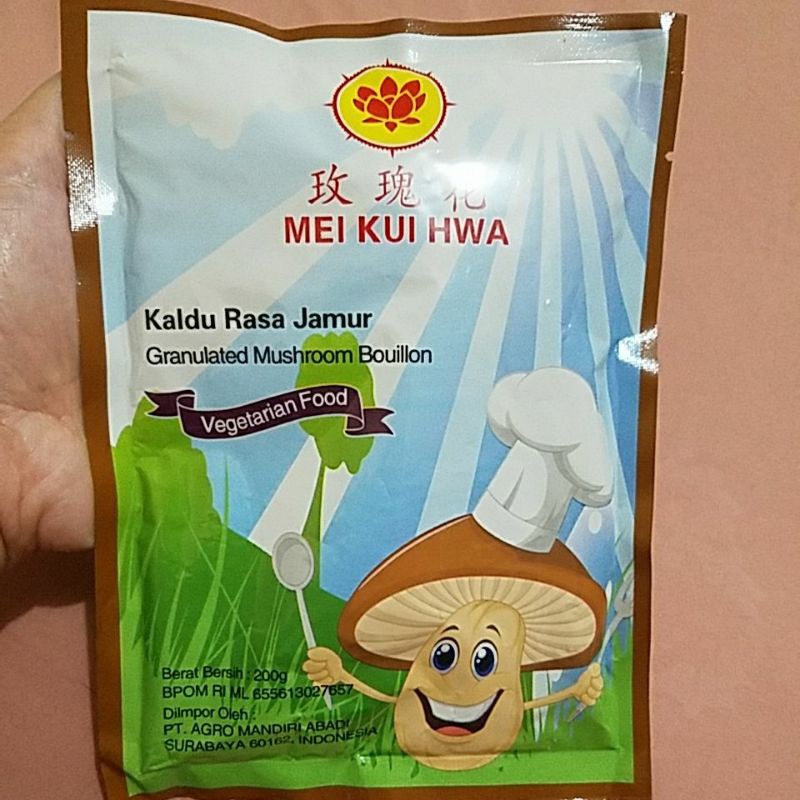 玫瑰花
MEI KUI HWA
Kaldu Rasa Jamur
Granulated Mushroom Bouillon
Vegetarian Food
Berat Bersih : 200g
BPOM RI ML 655613027657
DiImpor Oleh :
PT. AGRO MANDIRI ABADI
SURABAYA 60162, INDONESIA